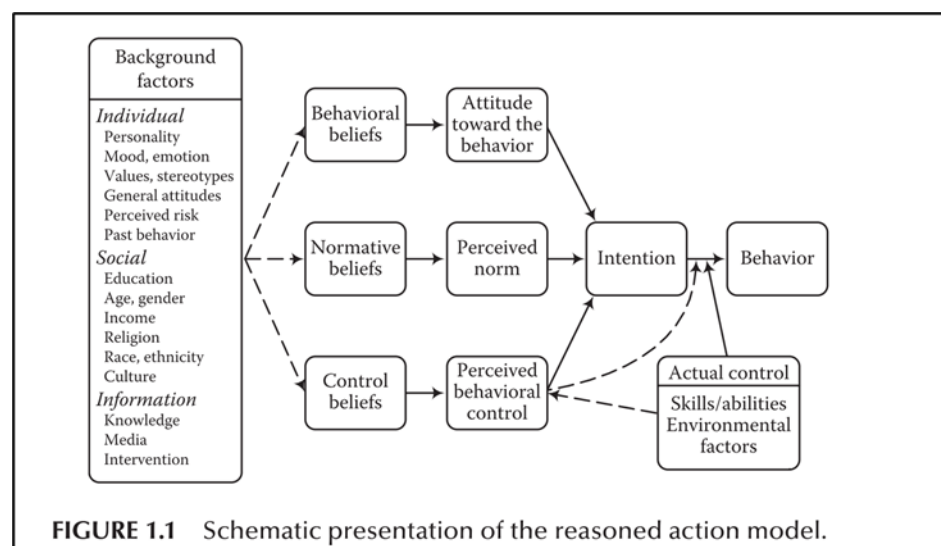 Background
factors
Individual
Personality
Mood, emotion
Values, stereotypes
General attitudes
Perceived risk
Past behavior
Social
Education
Age, gender
Income
Religion
Race, ethnicity
Culture
Information
Knowledge
Media
Intervention
Behavioral
beliefs
Attitude
toward the
behavior
Normative
beliefs
Perceived
norm
Intention
Behavior
Control
beliefs
Perceived
behavioral
control
Actual control
Skills/abilities
Environmental
factors
FIGURE 1.1 Schematic presentation of the reasoned action model.